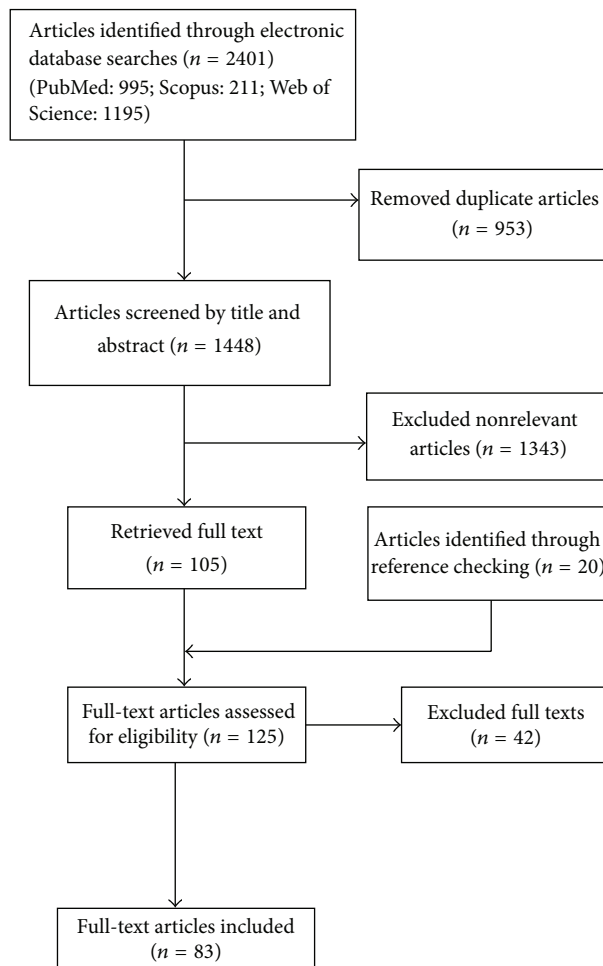 Articles identified through electronic
database searches (n = 2401)
(PubMed: 995; Scopus: 211; Web of
Science: 1195)
Removed duplicate articles
(n = 953)
Articles screened by title and
abstract (n = 1448)
Excluded nonrelevant
articles (n = 1343)
Retrieved full text
(n = 105)
Articles identified through
reference checking (n = 20)
Full-text articles assessed
for eligibility (n = 125)
Excluded full texts
(n = 42)
Full-text articles included
(n = 83)